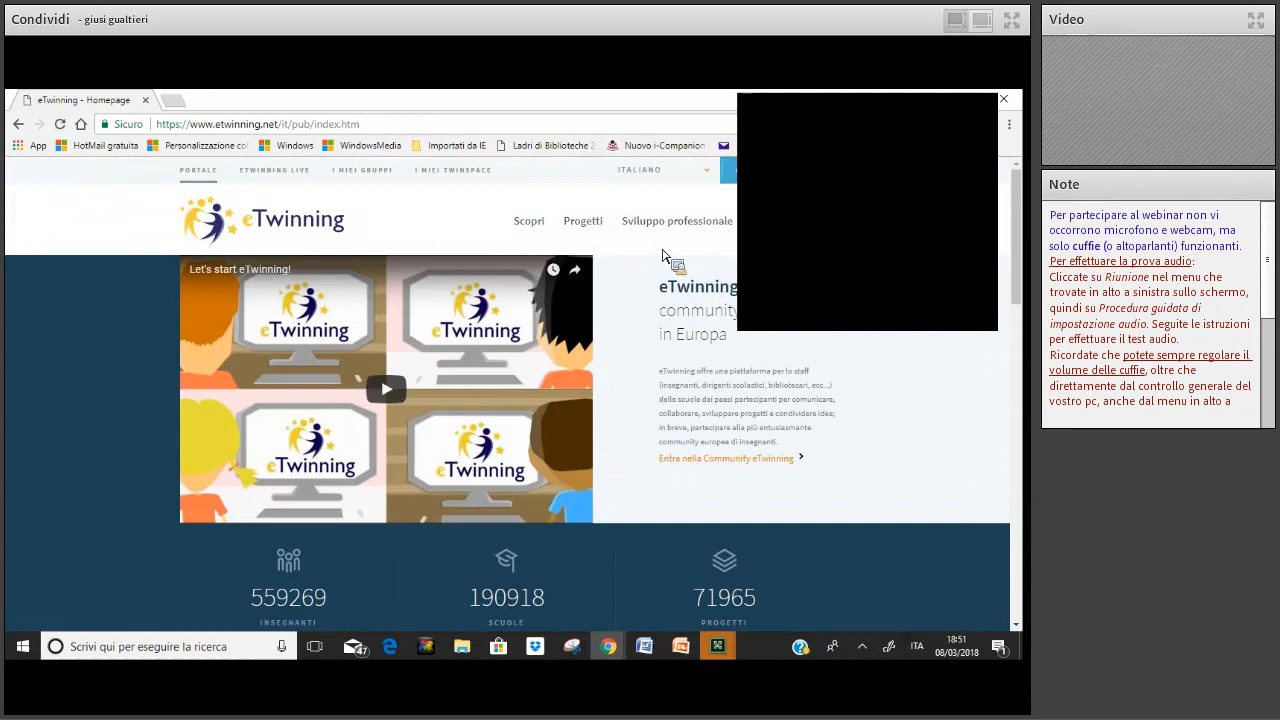 Condividi - giusi gualtieri
eTwinning - Homepage
Sicuro https://www.etwinning.net/it/pub/index.htm
App HotMail gratuita Personalizzazione col Windows WindowsMedia Importati da IE Ladri di Biblioteche 2. Nuovo i-Companion
PORTALE ETWINNING LIVE I MIEI GRUPPI I MIEI TWINSPACE ITALIANO
eTwinning Scopri Progetti Sviluppo professionale
Let's start eTwinning!
eTwinning eTwinning
eTwinning eTwinning
eTwinning
community
in Europa
eTwinning offre una piattaforma per lo staff
(insegnanti, dirigenti scolastici, bibliotecari, ecc...)
delle scuole dei paesi partecipanti per comunicare,
collaborare, sviluppare progetti e condividere idee;
in breve, partecipare alla più entusiasmante
community europea di insegnanti.
Entra nella Community eTwinning
559269 190918 71965
INSEGNANTI SCUOLE PROGETTI
Scrivi qui per eseguire la ricerca 47 ITA 18:51
08/03/2018 1
Video
Note
Per partecipare al webinar non vi
occorrono microfono e webcam, ma
solo cuffie (o altoparlanti) funzionanti.
Per effettuare la prova audio:
Cliccate su Riunione nel menu che
trovate in alto a sinistra sullo schermo,
quindi su Procedura guidata di
impostazione audio. Seguite le istruzioni
per effettuare il test audio.
Ricordate che potete sempre regolare il
volume delle cuffie, oltre che
direttamente dal controllo generale del
vostro pc, anche dal menu in alto a